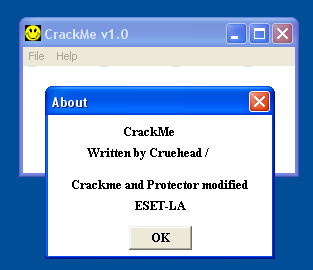 CrackMe v1.0
File Help
About
CrackMe
Written by Cruehead /
Crackme and Protector modified
ESET-LA
OK